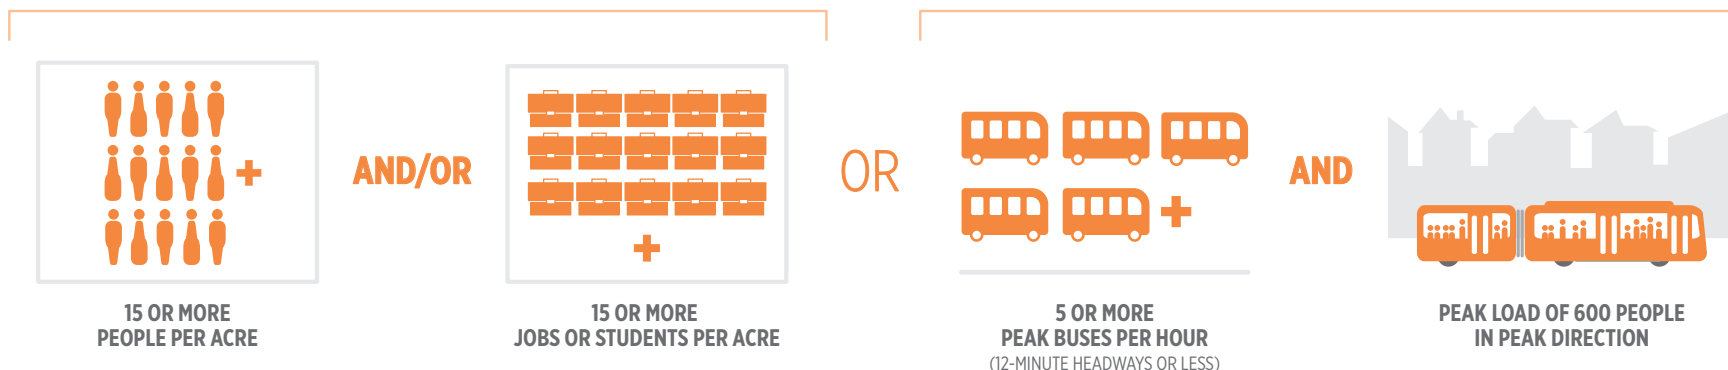 15 OR MORE
PEOPLE PER ACRE
AND/OR
15 OR MORE
JOBS OR STUDENTS PER ACRE
OR
5 OR MORE
PEAK BUSES PER HOUR
(12-MINUTE HEADWAYS OR LESS)
AND
PEAK LOAD OF 600 PEOPLE
IN PEAK DIRECTION